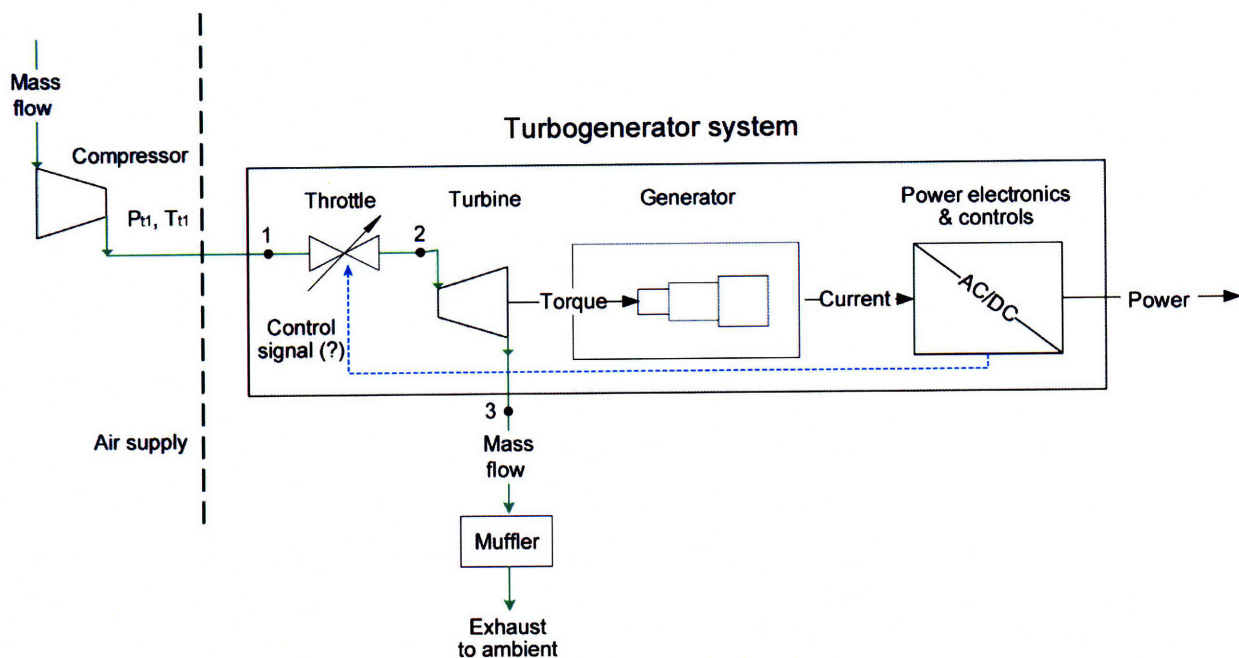 Mass
flow
Compressor
Pt1, Tt1
Air supply
Turbogenerator system
1
Throttle
2
Turbine
Generator
Power electronics
& controls
Torque
Current
AC/DC
Power
Control
signal (?)
3
Mass
flow
Muffler
Exhaust
to ambient